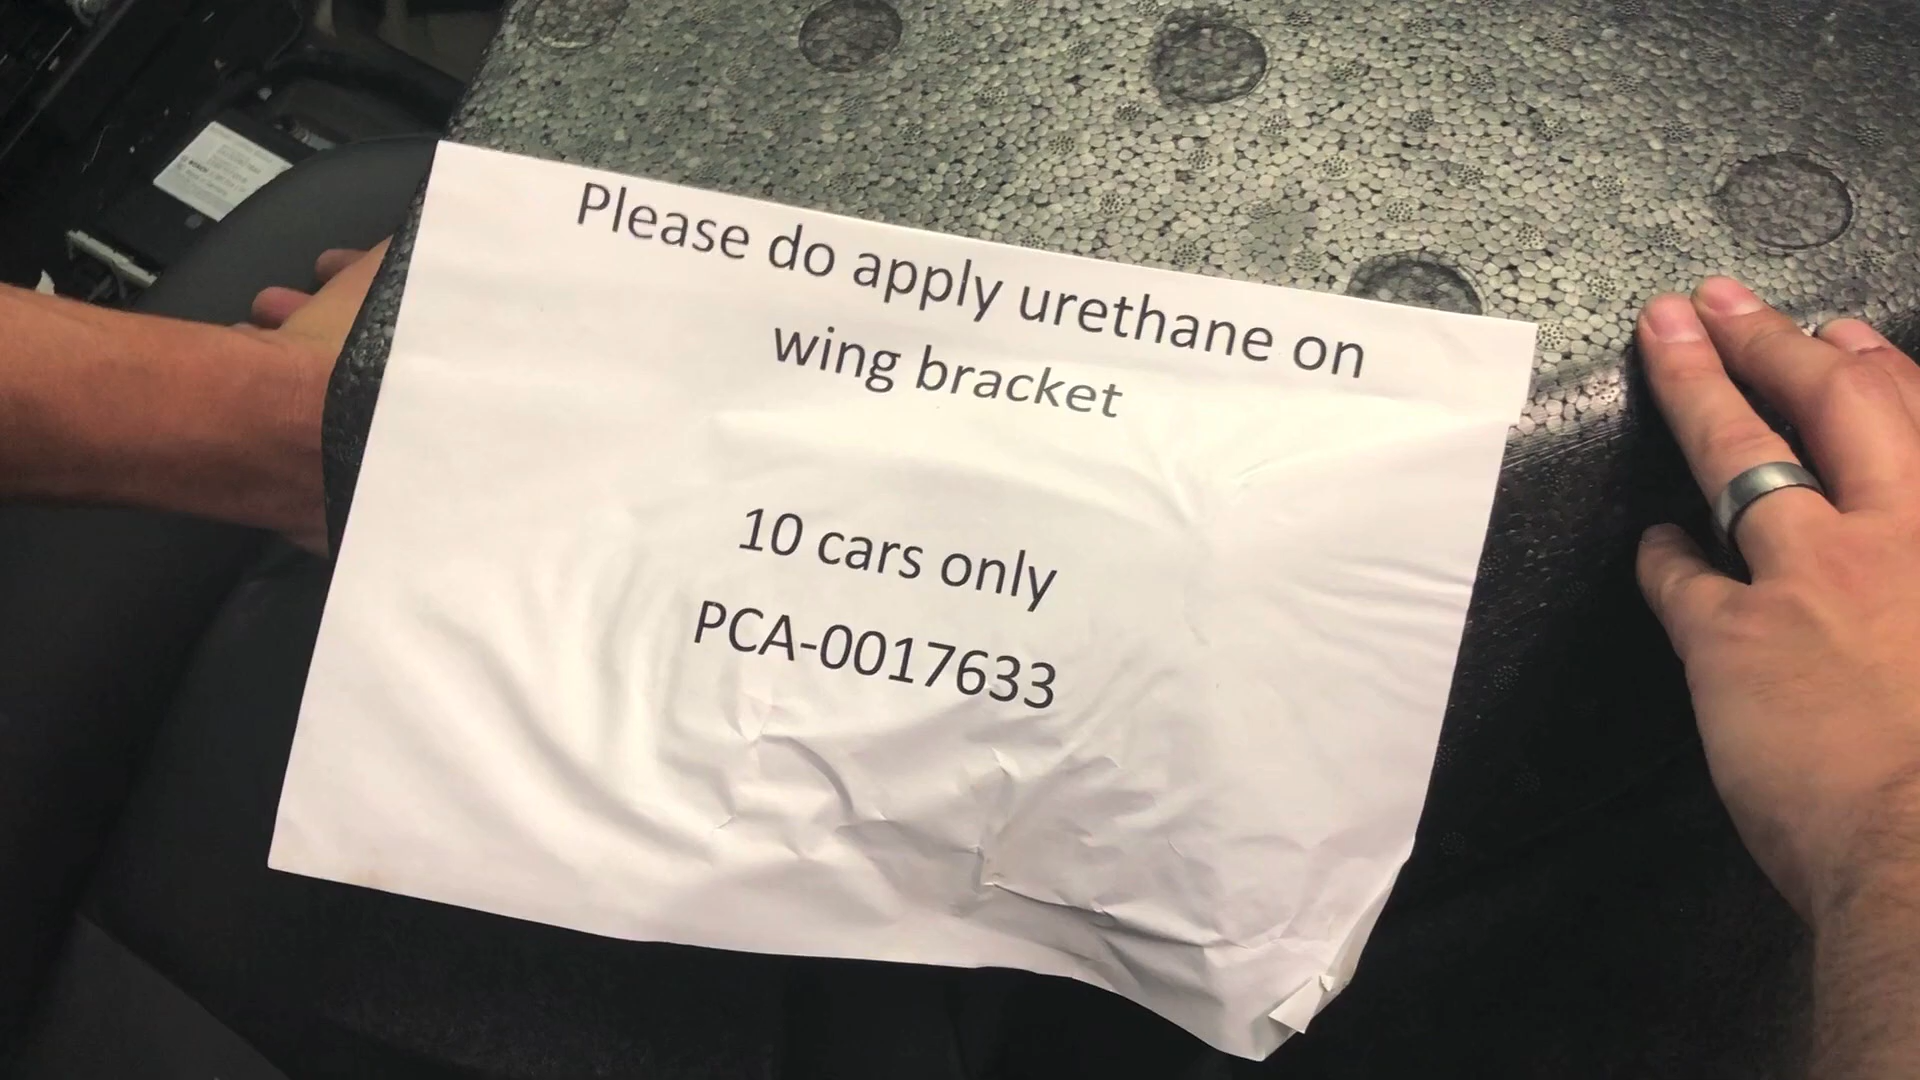 Please do apply urethane on
wing bracket
10 cars only
PCA-0017633